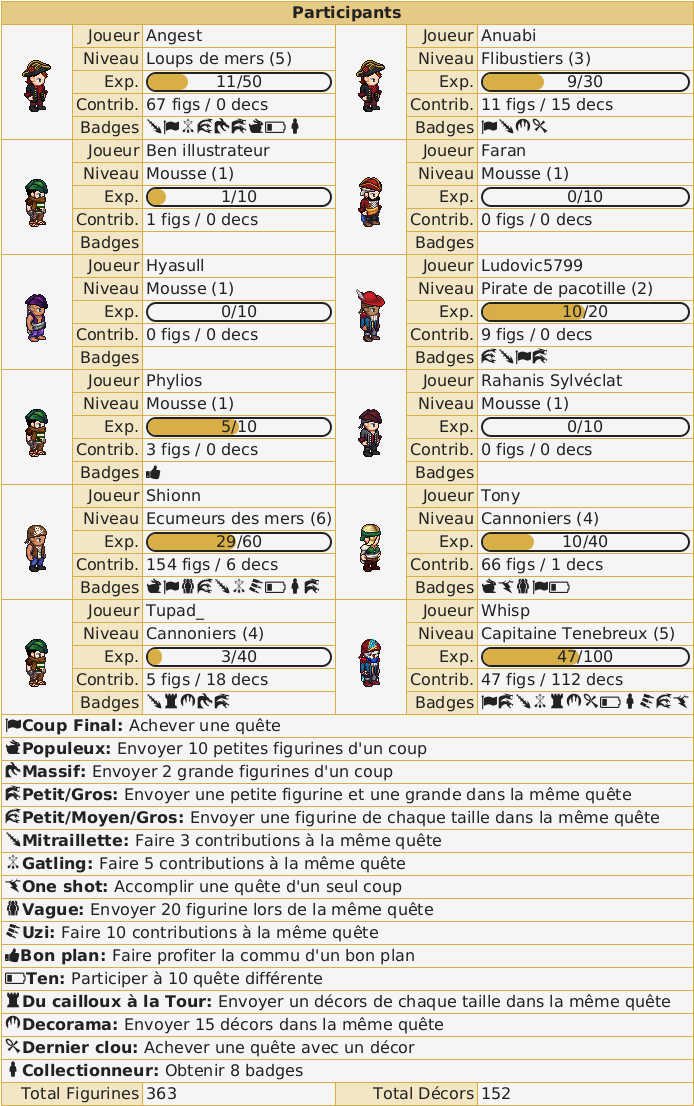 Participants
Joueur Angest
Niveau Loups de mers (5)
Exp. 11/50
Contrib. 67 figs / 0 decs
Badges
Joueur Anuabi
Niveau Flibustiers (3)
Exp. 9/30
Contrib. 11 figs / 15 decs
Badges
Joueur Ben illustrateur
Niveau Mousse (1)
Exp. 1/10
Contrib. 1 figs / 0 decs
Badges
Joueur Faran
Niveau Mousse (1)
Exp. 0/10
Contrib. 0 figs / 0 decs
Badges
Joueur Hyasull
Niveau Mousse (1)
Exp. 0/10
Contrib. 0 figs / 0 decs
Badges
Joueur Ludovic5799
Niveau Pirate de pacotille (2)
Exp. 10/20
Contrib. 9 figs / 0 decs
Badges
Joueur Phylios
Niveau Mousse (1)
Exp. 5/10
Contrib. 3 figs / 0 decs
Badges
Joueur Rahanis Sylvéclat
Niveau Mousse (1)
Exp. 0/10
Contrib. 0 figs / 0 decs
Badges
Joueur Shionn
Niveau Ecumeurs des mers (6)
Exp. 29/60
Contrib. 154 figs / 6 decs
Badges
Joueur Tony
Niveau Cannoniers (4)
Exp. 10/40
Contrib. 66 figs / 1 decs
Badges
Joueur Tupad_
Niveau Cannoniers (4)
Exp. 3/40
Contrib. 5 figs / 18 decs
Badges
Joueur Whisp
Niveau Capitaine Tenebreux (5)
Exp. 47/100
Contrib. 47 figs / 112 decs
Badges
Coup Final: Achever une quête
Populeux: Envoyer 10 petites figurines d'un coup
Massif: Envoyer 2 grande figurines d'un coup
Petit/Gros: Envoyer une petite figurine et une grande dans la même quête
Petit/Moyen/Gros: Envoyer une figurine de chaque taille dans la même quête
Mitraillette: Faire 3 contributions à la même quête
Gatling: Faire 5 contributions à la même quête
One shot: Accomplir une quête d'un seul coup
Vague: Envoyer 20 figurine lors de la même quête
Uzi: Faire 10 contributions à la même quête
Bon plan: Faire profiter la commu d'un bon plan
Ten: Participer à 10 quête différente
Du cailloux à la Tour: Envoyer un décors de chaque taille dans la même quête
Decorama: Envoyer 15 décors dans la même quête
Dernier clou: Achever une quête avec un décor
Collectionneur: Obtenir 8 badges
Total Figurines 363 Total Décors 152